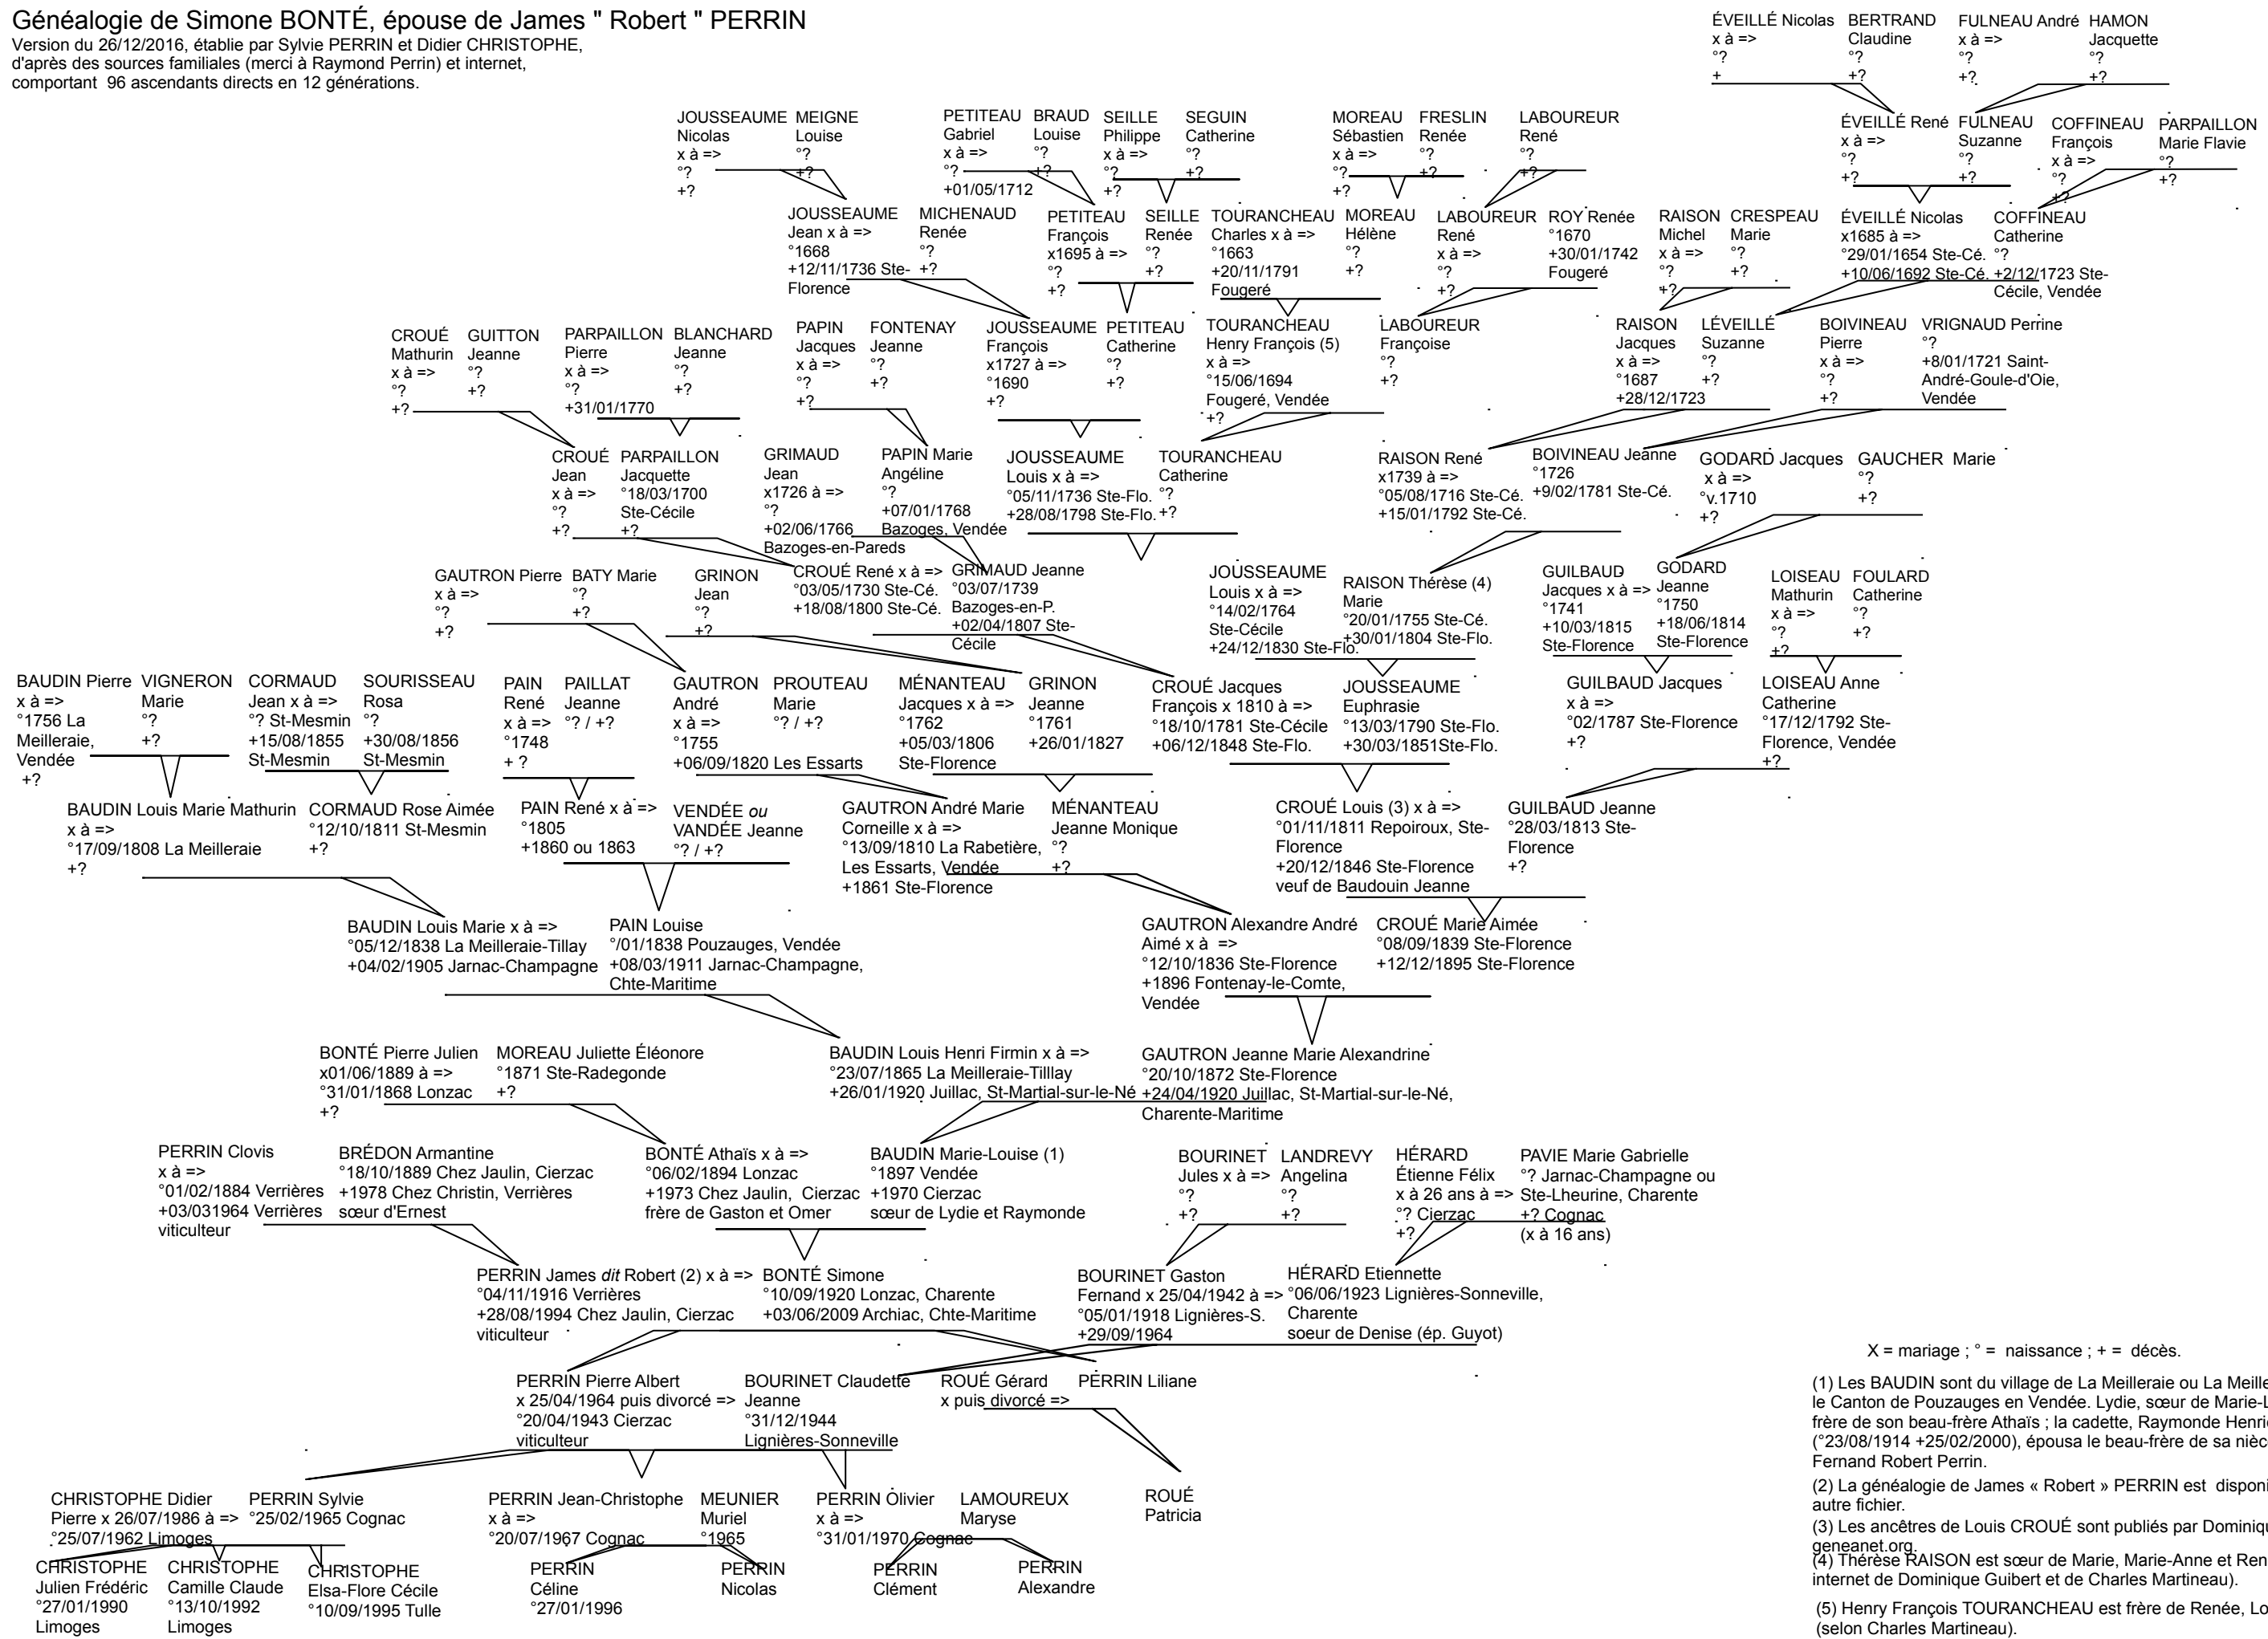 Généalogie de Simone BONTÉ, épouse de James " Robert " PERRIN
Version du 26/12/2016, établie par Sylvie PERRIN et Didier CHRISTOPHE,
d'après des sources familiales (merci à Raymond Perrin) et internet,
comportant  96 ascendants directs en 12 générations.
ÉVEILLÉ Nicolas
x à =>
°?
+
BERTRAND
Claudine
°?
+?
FULNEAU André
x à =>
°?
+?
HAMON
Jacquette
°?
+?
JOUSSEAUME
Nicolas
x à =>
°?
+?
MEIGNE
Louise
°?
+?
PETITEAU
Gabriel
x à =>
°?
+01/05/1712
BRAUD
Louise
°?
+?
SEILLE
Philippe
x à =>
°?
+?
SEGUIN
Catherine
°?
+?
MOREAU
Sébastien
x à =>
°?
+?
FRESLIN
Renée
°?
+?
LABOUREUR
René
°?
+?
ÉVEILLÉ René
x à =>
°?
+?
FULNEAU
Suzanne
°?
+?
COFFINEAU
François
x à =>
°?
+?
PARPAILLON
Marie Flavie
°?
+?
JOUSSEAUME
Jean x à =>
°1668
+12/11/1736 Ste-
Florence
MICHENAUD
Renée
°?
+?
PETITEAU
François
x1695 à =>
°?
+?
SEILLE
Renée
°?
+?
TOURANCHEAU
Charles x à =>
°1663
+20/11/1791
Fougeré
MOREAU
Hélène
°?
+?
LABOUREUR
René
x à =>
°?
+?
ROY Renée
°1670
+30/01/1742
Fougeré
RAISON
Michel
x à =>
°?
+?
CRESPEAU
Marie
°?
+?
ÉVEILLÉ Nicolas
x1685 à =>
°29/01/1654 Ste-Cé.
+10/06/1692 Ste-Cé.
COFFINEAU
Catherine
°?
+2/12/1723 Ste-
Cécile, Vendée
CROUÉ
Mathurin
x à =>
°?
+?
GUITTON
Jeanne
°?
+?
PARPAILLON
Pierre
x à =>
°?
+31/01/1770
BLANCHARD
Jeanne
°?
+?
PAPIN
Jacques
x à =>
°?
+?
FONTENAY
Jeanne
°?
+?
JOUSSEAUME
François
x1727 à =>
°1690
+?
PETITEAU
Catherine
°?
+?
TOURANCHEAU
Henry François (5)
x à =>
°15/06/1694
Fougeré, Vendée
+?
LABOUREUR
Françoise
°?
+?
RAISON
Jacques
x à =>
°1687
+28/12/1723
LÉVEILLÉ
Suzanne
°?
+?
BOIVINEAU
Pierre
x à =>
°?
+?
VRIGNAUD Perrine
°?
+8/01/1721 Saint-
André-Goule-d'Oie,
Vendée
CROUÉ
Jean
x à =>
°?
+?
PARPAILLON
Jacquette
°18/03/1700
Ste-Cécile
+?
GRIMAUD
Jean
x1726 à =>
°?
+02/06/1766
Bazoges-en-Pareds
PAPIN Marie
Angéline
°?
+07/01/1768
Bazoges, Vendée
JOUSSEAUME
Louis x à =>
°05/11/1736 Ste-Flo.
+28/08/1798 Ste-Flo.
TOURANCHEAU
Catherine
°?
+?
RAISON René
x1739 à =>
°05/08/1716 Ste-Cé.
+15/01/1792 Ste-Cé.
BOIVINEAU Jeanne
°1726
+9/02/1781 Ste-Cé.
GODARD Jacques
x à =>
°v.1710
+?
GAUCHER  Marie
°?
+?
GAUTRON Pierre
x à =>
°?
+?
BATY Marie
°?
+?
GRINON
Jean
°?
+?
CROUÉ René x à =>
°03/05/1730 Ste-Cé.
+18/08/1800 Ste-Cé.
GRIMAUD Jeanne
°03/07/1739
Bazoges-en-P.
+02/04/1807 Ste-
Cécile
JOUSSEAUME
Louis x à =>
°14/02/1764
Ste-Cécile
+24/12/1830 Ste-Flo.
RAISON Thérèse (4)
Marie
°20/01/1755 Ste-Cé.
+30/01/1804 Ste-Flo.
GUILBAUD
Jacques x à =>
°1741
+10/03/1815
Ste-Florence
GODARD
Jeanne
°1750
+18/06/1814
Ste-Florence
LOISEAU
Mathurin
x à =>
°?
+?
FOULARD
Catherine
°?
+?
BAUDIN Pierre
x à =>
°1756 La
Meilleraie,
Vendée
+?
VIGNERON
Marie
°?
+?
CORMAUD
Jean x à =>
°? St-Mesmin
+15/08/1855
St-Mesmin
SOURISSEAU
Rosa
°?
+30/08/1856
St-Mesmin
PAIN
René
x à =>
°1748
+ ?
PAILLAT
Jeanne
°? / +?
GAUTRON
André
x à =>
°1755
+06/09/1820 Les Essarts
PROUTEAU
Marie
°? / +?
MÉNANTEAU
Jacques x à =>
°1762
+05/03/1806
Ste-Florence
GRINON
Jeanne
°1761
+26/01/1827
CROUÉ Jacques
François x 1810 à =>
°18/10/1781 Ste-Cécile
+06/12/1848 Ste-Flo.
JOUSSEAUME
Euphrasie
°13/03/1790 Ste-Flo.
+30/03/1851Ste-Flo.
GUILBAUD Jacques
x à =>
°02/1787 Ste-Florence
+?
LOISEAU Anne
Catherine
°17/12/1792 Ste-
Florence, Vendée
+?
BAUDIN Louis Marie Mathurin
x à =>
°17/09/1808 La Meilleraie
+?
CORMAUD Rose Aimée
°12/10/1811 St-Mesmin
+?
PAIN René x à =>
°1805
+1860 ou 1863
VENDÉE ou
VANDÉE Jeanne
°? / +?
GAUTRON André Marie
Corneille x à =>
°13/09/1810 La Rabetière,
Les Essarts, Vendée
+1861 Ste-Florence
MÉNANTEAU
Jeanne Monique
°?
+?
CROUÉ Louis (3) x à =>
°01/11/1811 Repoiroux, Ste-
Florence
+20/12/1846 Ste-Florence
veuf de Baudouin Jeanne
GUILBAUD Jeanne
°28/03/1813 Ste-
Florence
+?
BAUDIN Louis Marie x à =>
°05/12/1838 La Meilleraie-Tillay
+04/02/1905 Jarnac-Champagne
PAIN Louise
°/01/1838 Pouzauges, Vendée
+08/03/1911 Jarnac-Champagne,
Chte-Maritime
GAUTRON Alexandre André
Aimé x à  =>
°12/10/1836 Ste-Florence
+1896 Fontenay-le-Comte,
Vendée
CROUÉ Marie Aimée
°08/09/1839 Ste-Florence
+12/12/1895 Ste-Florence
BONTÉ Pierre Julien
x01/06/1889 à =>
°31/01/1868 Lonzac
+?
MOREAU Juliette Éléonore
°1871 Ste-Radegonde
+?
BAUDIN Louis Henri Firmin x à =>
°23/07/1865 La Meilleraie-Tilllay
+26/01/1920 Juillac, St-Martial-sur-le-Né
GAUTRON Jeanne Marie Alexandrine
°20/10/1872 Ste-Florence
+24/04/1920 Juillac, St-Martial-sur-le-Né,
Charente-Maritime
PERRIN Clovis
x à =>
°01/02/1884 Verrières
+03/031964 Verrières
viticulteur
BRÉDON Armantine
°18/10/1889 Chez Jaulin, Cierzac
+1978 Chez Christin, Verrières
sœur d'Ernest
BONTÉ Athaïs x à =>
°06/02/1894 Lonzac
+1973 Chez Jaulin,  Cierzac
frère de Gaston et Omer
BAUDIN Marie-Louise (1)
°1897 Vendée
+1970 Cierzac
sœur de Lydie et Raymonde
BOURINET
Jules x à =>
°?
+?
LANDREVY
Angelina
°?
+?
HÉRARD
Étienne Félix
x à 26 ans à =>
°? Cierzac
+?
PAVIE Marie Gabrielle
°? Jarnac-Champagne ou
Ste-Lheurine, Charente
+? Cognac
(x à 16 ans)
PERRIN James dit Robert (2) x à =>
°04/11/1916 Verrières
+28/08/1994 Chez Jaulin, Cierzac
viticulteur
BONTÉ Simone
°10/09/1920 Lonzac, Charente
+03/06/2009 Archiac, Chte-Maritime
BOURINET Gaston
Fernand x 25/04/1942 à =>
°05/01/1918 Lignières-S.
+29/09/1964
HÉRARD Etiennette
°06/06/1923 Lignières-Sonneville,
Charente
soeur de Denise (ép. Guyot)
PERRIN Pierre Albert
x 25/04/1964 puis divorcé =>
°20/04/1943 Cierzac
viticulteur
BOURINET Claudette
Jeanne
°31/12/1944
Lignières-Sonneville
ROUÉ Gérard
x puis divorcé =>
PERRIN Liliane
CHRISTOPHE Didier
Pierre x 26/07/1986 à =>
°25/07/1962 Limoges
PERRIN Sylvie
°25/02/1965 Cognac
PERRIN Jean-Christophe
x à =>
°20/07/1967 Cognac
MEUNIER
Muriel
°1965
PERRIN Olivier
x à =>
°31/01/1970 Cognac
LAMOUREUX
Maryse
ROUÉ
Patricia
CHRISTOPHE
Julien Frédéric
°27/01/1990
Limoges
CHRISTOPHE
Camille Claude
°13/10/1992
Limoges
CHRISTOPHE
Elsa-Flore Cécile
°10/09/1995 Tulle
PERRIN
Céline
°27/01/1996
PERRIN
Nicolas
PERRIN
Clément
PERRIN
Alexandre
X = mariage ; ° =  naissance ; + =  décès.
(1) Les BAUDIN sont du village de La Meilleraie ou La Meille
le Canton de Pouzauges en Vendée. Lydie, sœur de Marie-L
frère de son beau-frère Athaïs ; la cadette, Raymonde Henri
(°23/08/1914 +25/02/2000), épousa le beau-frère de sa nièc
Fernand Robert Perrin.
(2) La généalogie de James « Robert » PERRIN est  disponi
autre fichier.
(3) Les ancêtres de Louis CROUÉ sont publiés par Dominiqu
geneanet.org.
(4) Thérèse RAISON est sœur de Marie, Marie-Anne et Ren
internet de Dominique Guibert et de Charles Martineau).
(5) Henry François TOURANCHEAU est frère de Renée, Lo
(selon Charles Martineau).